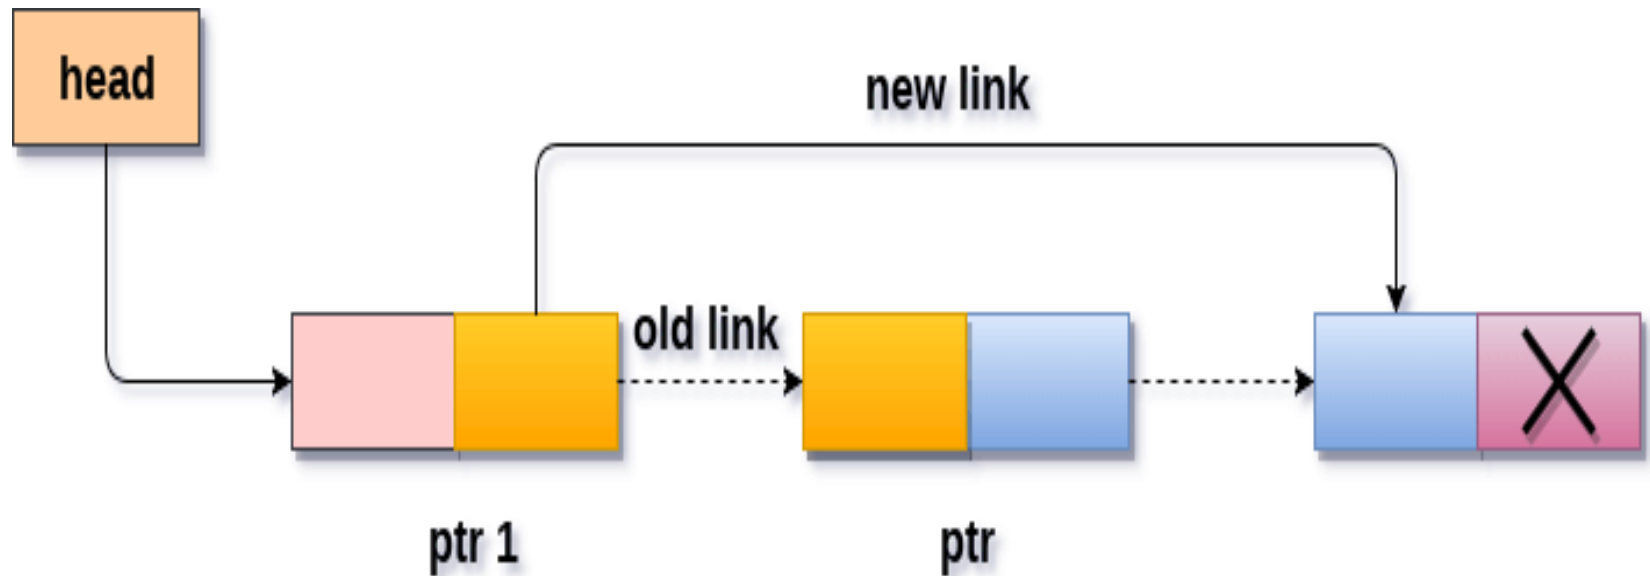 head
new link
old link
X
ptr 1
ptr